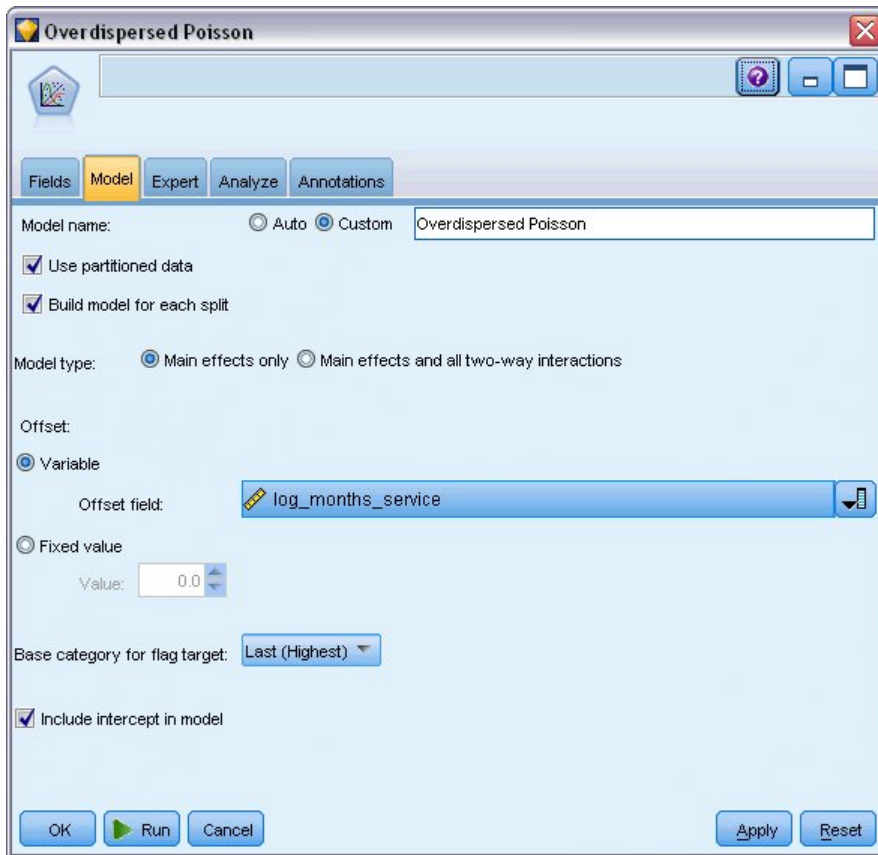 Overdispersed Poisson
Fields Model Expert Analyze Annotations
Model name: Auto Custom Overdispersed Poisson
Use partitioned data
Build model for each split
Model type: Main effects only Main effects and all two-way interactions
Offset:
Variable
Offset field: log_months_service
Fixed value
Value: 0.0
Base category for flag target: Last (Highest)
Include intercept in model
OK Run Cancel Apply Reset